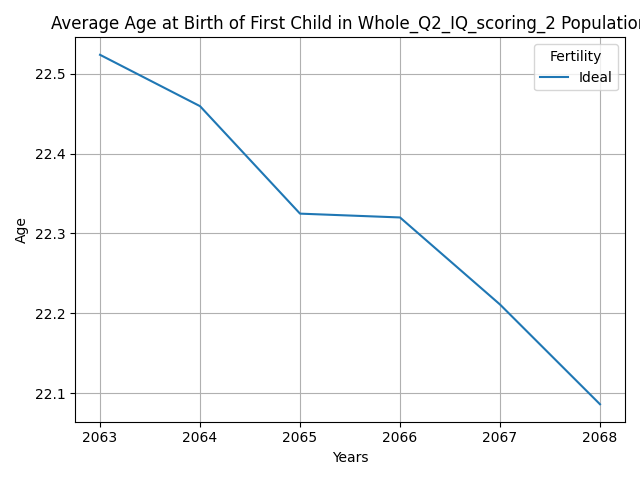 Average Age at Birth of First Child in Whole_Q2_IQ_scoring_2 Population
Fertility
Ideal
22.5
22.4
22.3
22.2
22.1
Age
2063 2064 2065 2066 2067 2068
Years